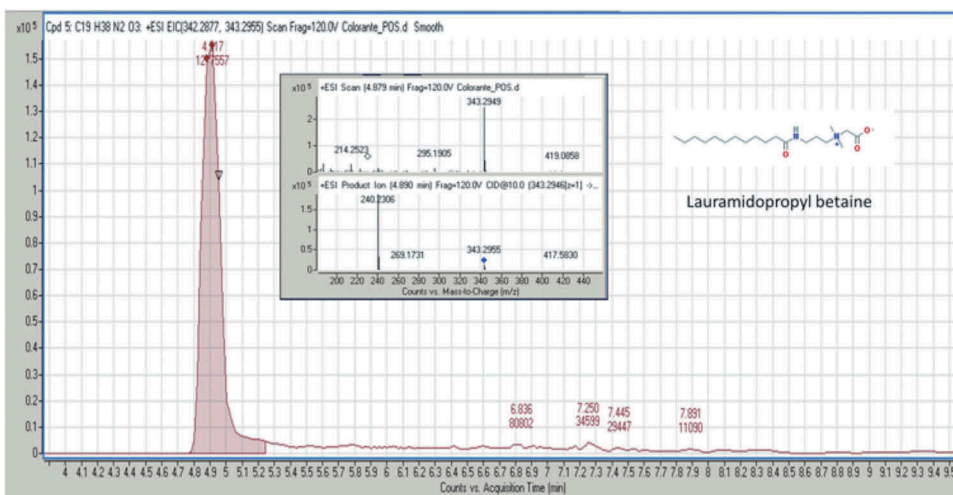 x10 5
Cpd 5: C19 H38 N2 O3: +ESI EIC(342.2877, 343.2955) Scan Frag=120.0V Colorante_POS.d Smooth
1.5
1.4
1.3
1.2
1.1
1
0.9
0.8
0.7
0.6
0.5
0.4
0.3
0.2
0.1
0
x10 5 +ESI Scan (4.879 min) Frag=120.0V Colorante_POS.d
343.2949
2
1
0
214.2523
295.1905
419.0858
x10 5 +ESI Product Ion (4.890 min) Frag=120.0V CID@10.0 (343.2946[z=1] ->...
240.2306
1.5
1
0.5
0
269.1731
343.2955
417.5830
200 220 240 260 280 300 320 340 360 380 400 420 440
Counts vs. Mass-to-Charge (m/z)
O
NH
N
+
O
-
O
Lauramidopropyl betaine
6.836
80802
7.250
34599
7.445
29447
7.891
11090
4 4.1 4.2 4.3 4.4 4.5 4.6 4.7 4.8 4.9 5 5.1 5.2 5.3 5.4 5.5 5.6 5.7 5.8 5.9 6 6.1 6.2 6.3 6.4 6.5 6.6 6.7 6.8 6.9 7 7.1 7.2 7.3 7.4 7.5 7.6 7.7 7.8 7.9 8 8.1 8.2 8.3 8.4 8.5 8.6 8.7 8.8 8.9 9 9.1 9.2 9.3 9.4
Counts vs. Acquisition Time (min)